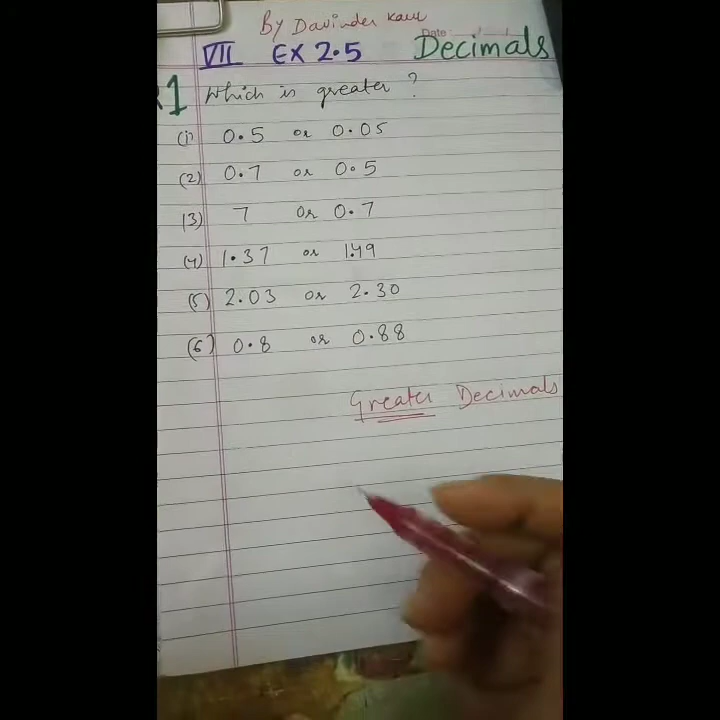 By Davinder Kaur
Date : / /
VII EX 2.5 Decimals
1 Which is greater ?
(1) 0.5 or 0.05
(2) 0.7 or 0.5
(3) 7 or 0.7
(4) 1.37 or 1.49
(5) 2.03 or 2.30
(6) 0.8 or 0.88
Greater Decimals